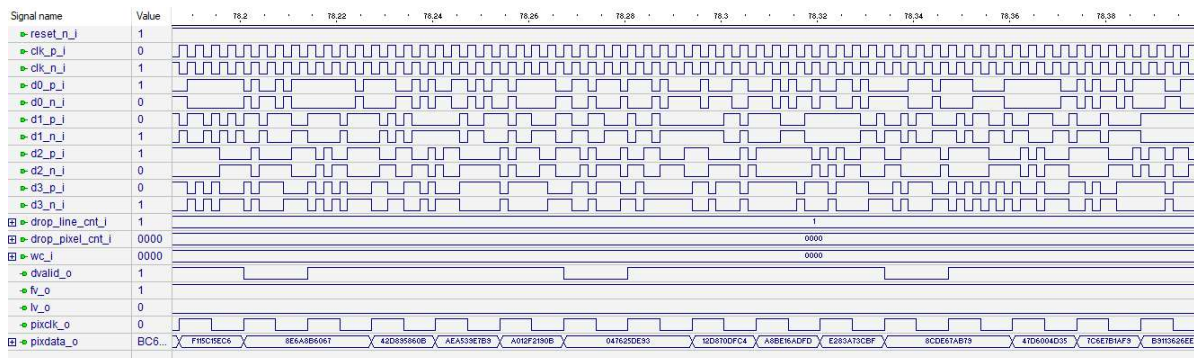 Signal name Value 78.2 78.22 78.24 78.26 78.28 78.3 78.32 78.34 78.36 78.38
reset_n_i 1
clk_p_i 0
clk_n_i 1
d0_p_i 1
d0_n_i 0
d1_p_i 0
d1_n_i 1
d2_p_i 1
d2_n_i 0
d3_p_i 0
d3_n_i 1
drop_line_cnt_i 1 1
drop_pixel_cnt_i 0000 0000
wc_i 0000 0000
dvalid_o 1
fv_o 1
lv_o 0
pixclk_o 0
pixdata_o BC6... F115C15EC6 8E6A8B6067 42D895860B AEA539E7B9 A012F2190B 047625DE93 12D870DFC4 A8BE16ADFD E283A73CBF 8CDE67AB79 47D6004D35 7C6E7B1AF9 B9113626EE